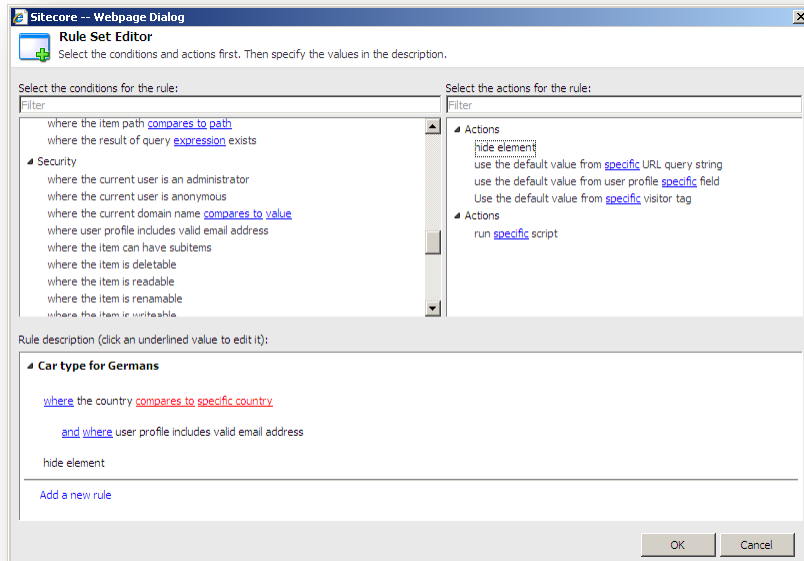 Sitecore -- Webpage Dialog
Rule Set Editor
Select the conditions and actions first. Then specify the values in the description.
Select the conditions for the rule:
Filter
where the item path compares to path
where the result of query expression exists
Security
where the current user is an administrator
where the current user is anonymous
where the current domain name compares to value
where user profile includes valid email address
where the item can have subitems
where the item is deletable
where the item is readable
where the item is renamable
where the item is writeable
Select the actions for the rule:
Filter
Actions
hide element
use the default value from specific URL query string
use the default value from user profile specific field
Use the default value from specific visitor tag
Actions
run specific script
Rule description (click an underlined value to edit it):
Car type for Germans
where the country compares to specific country
and where user profile includes valid email address
hide element
Add a new rule
OK
Cancel